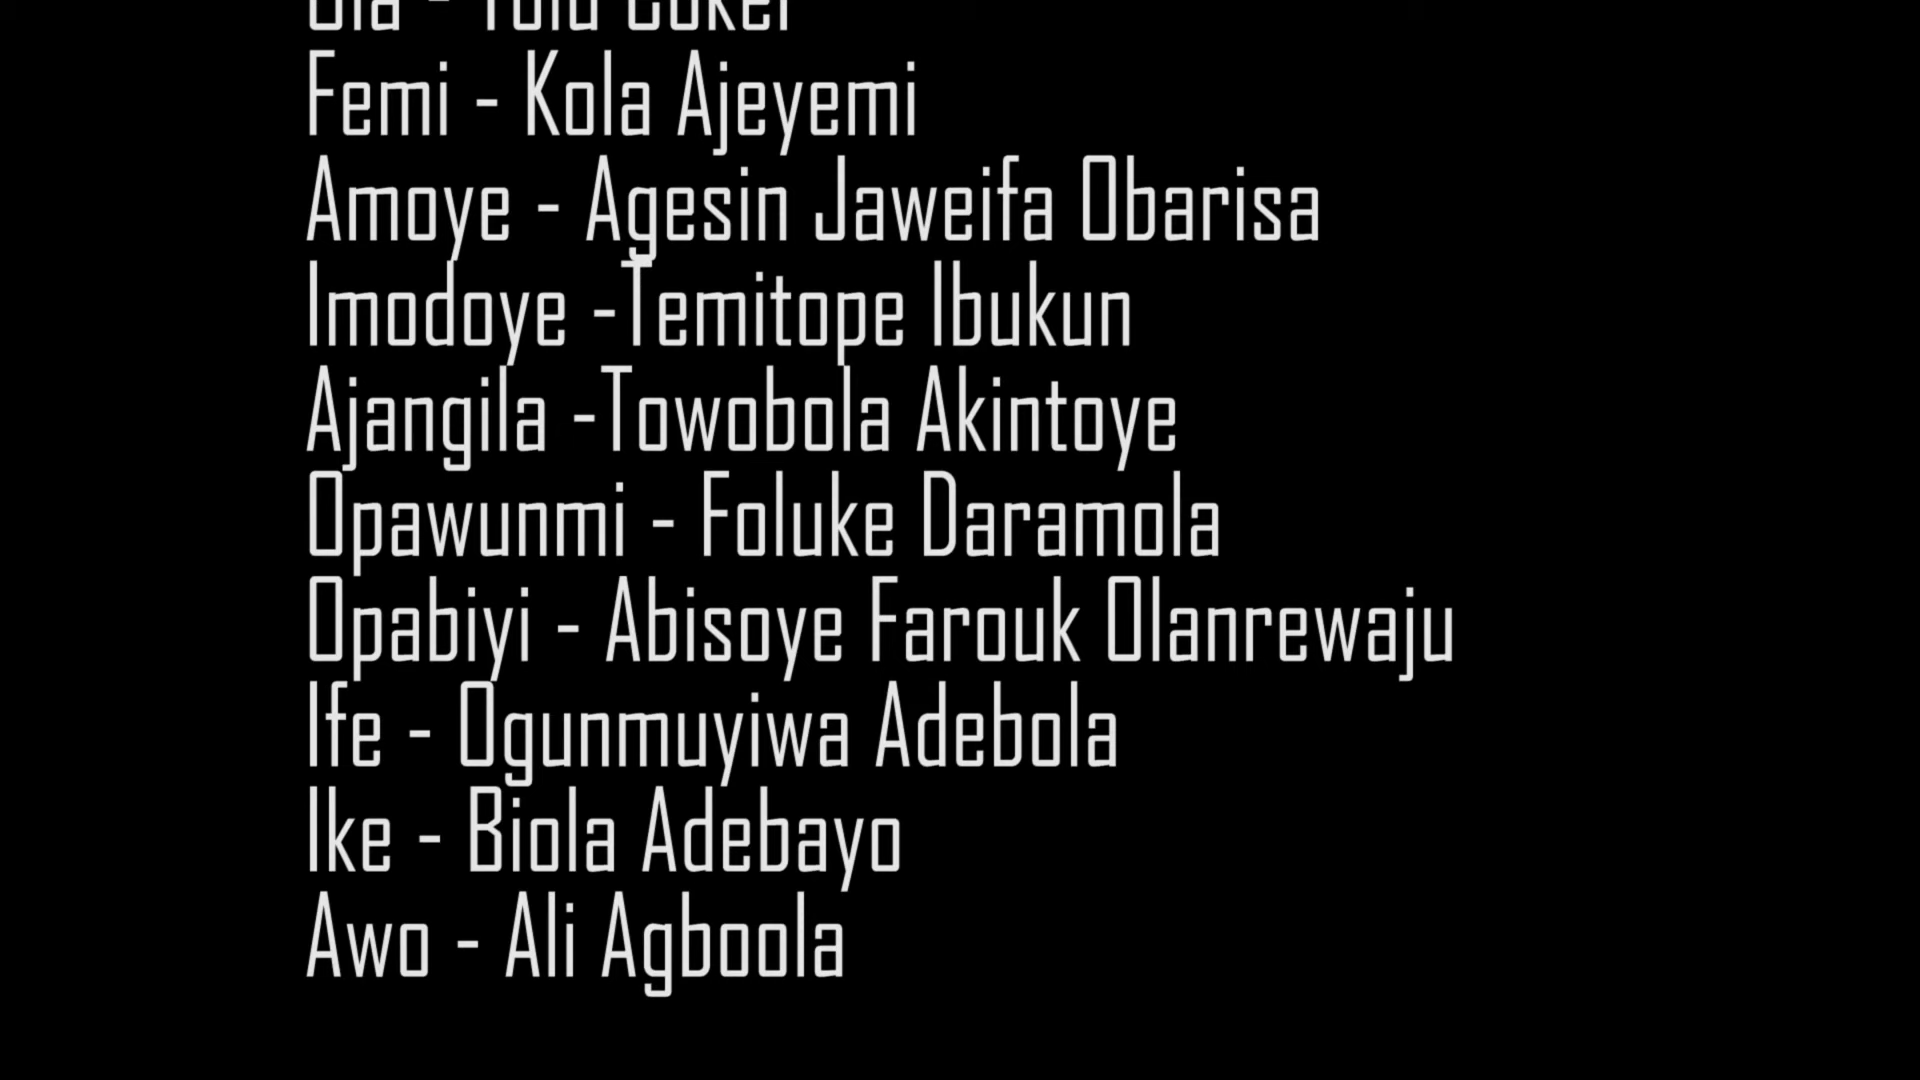 Femi - Kola Ajeyemi
Amoye - Agesin Jaweifa Obarisa
Imodoye -Temitope Ibukun
Ajangila -Towobola Akintoye
Opawunmi - Foluke Daramola
Opabiyi - Abisoye Farouk Olanrewaju
Ife - Ogunmuyiwa Adebola
Ike - Biola Adebayo
Awo - Ali Agboola